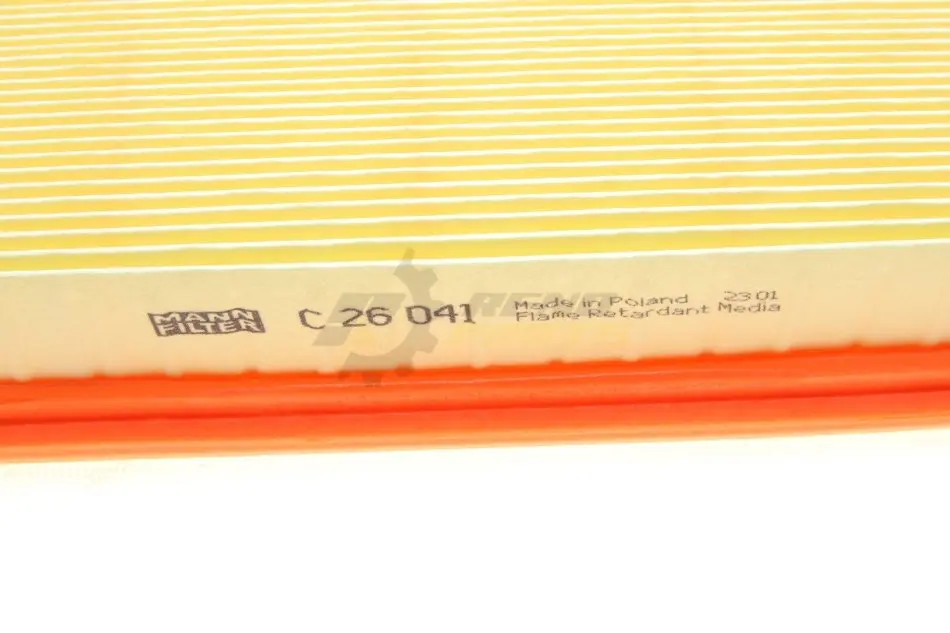 MANN
FILTER
C 26 041
Made in Poland 23 01
Flame Retardant Media